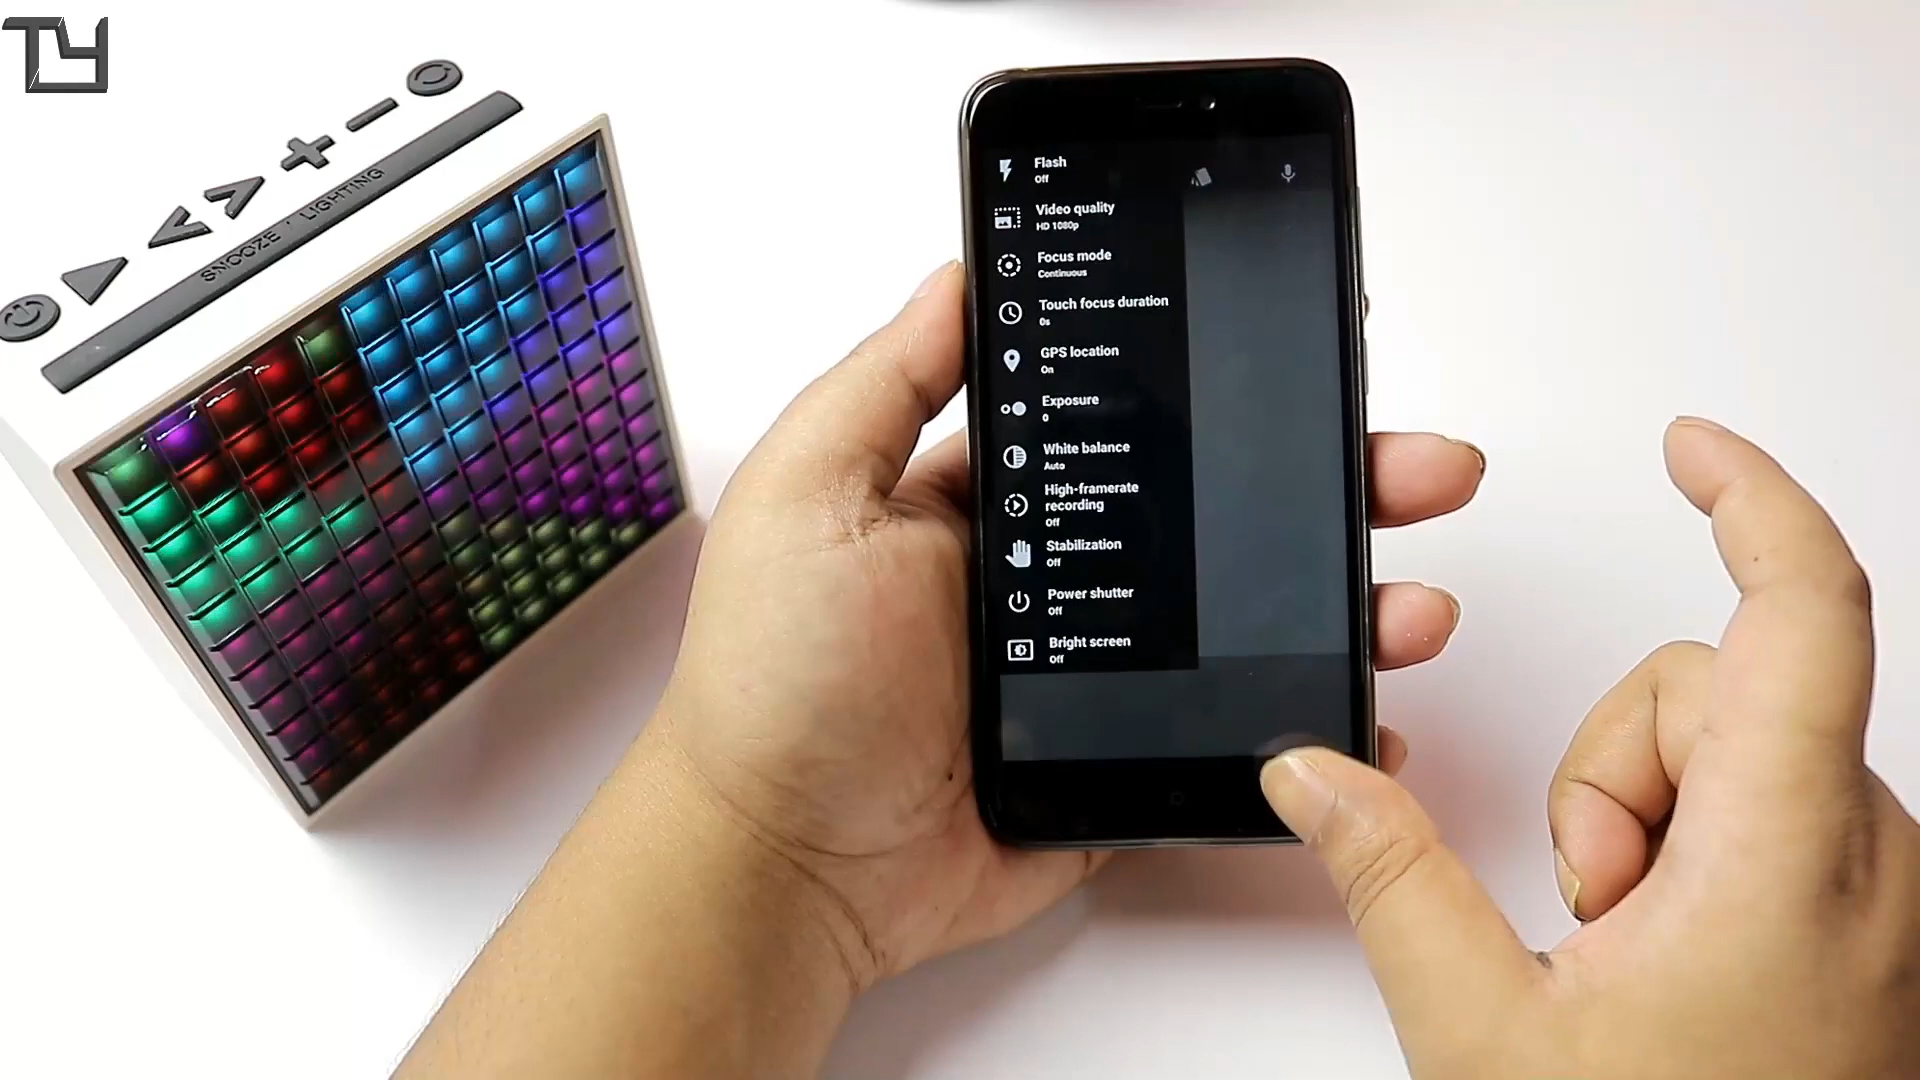 TY
SNOOZE / LIGHTING
Flash
Off
Video quality
HD 1080p
Focus mode
Continuous
Touch focus duration
0s
GPS location
On
Exposure
0
White balance
Auto
High-framerate
recording
Off
Stabilization
Off
Power shutter
Off
Bright screen
Off